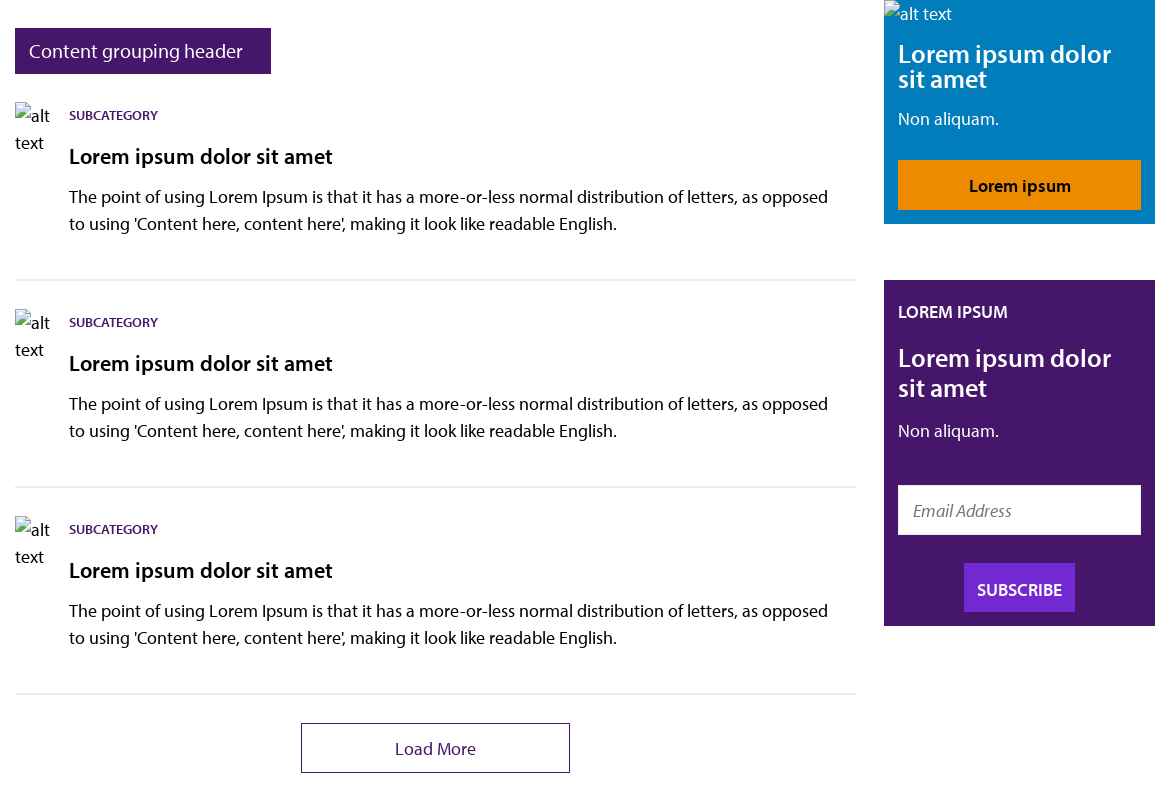 Content grouping header
alt
text
SUBCATEGORY
Lorem ipsum dolor sit amet
The point of using Lorem Ipsum is that it has a more-or-less normal distribution of letters, as opposed
to using 'Content here, content here', making it look like readable English.
alt
text
SUBCATEGORY
Lorem ipsum dolor sit amet
The point of using Lorem Ipsum is that it has a more-or-less normal distribution of letters, as opposed
to using 'Content here, content here', making it look like readable English.
alt
text
SUBCATEGORY
Lorem ipsum dolor sit amet
The point of using Lorem Ipsum is that it has a more-or-less normal distribution of letters, as opposed
to using 'Content here, content here', making it look like readable English.
Load More
alt text
Lorem ipsum dolor
sit amet
Non aliquam.
Lorem ipsum
LOREM IPSUM
Lorem ipsum dolor
sit amet
Non aliquam.
Email Address
SUBSCRIBE